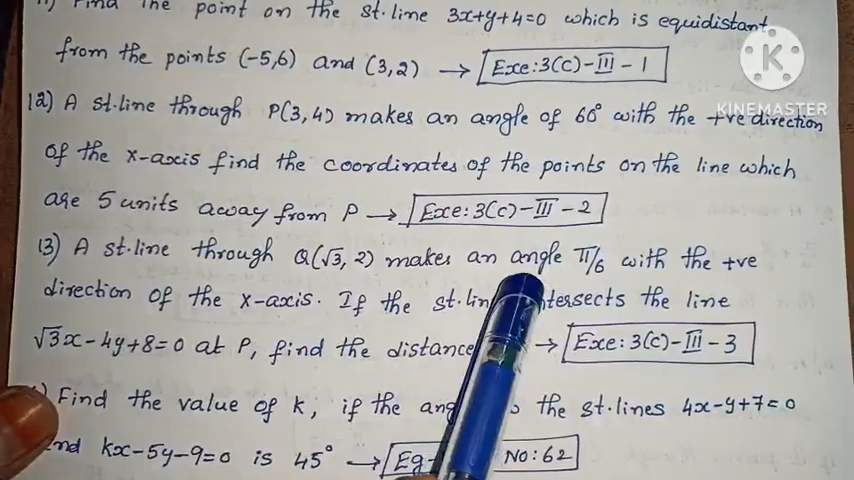 Find the point on the st.line 3x+y+4=0 which is equidistant
from the points (-5,6) and (3,2) → Exe:3(c)-III-1
K
KINEMASTER
12) A st.line through P(3,4) makes an angle of 60° with the +ve direction
of the x-axis find the coordinates of the points on the line which
are 5 units away from P → Exe:3(c)-III-2
13) A st.line through Q(√3, 2) makes an angle π/6 with the +ve
direction of the x-axis. If the st. intersects the line
√3x-4y+8=0 at P, find the distance → Exe:3(c)-III-3
Find the value of k, if the the st.lines 4x-y+7=0
kx-5y-9=0 is 45° → No:62